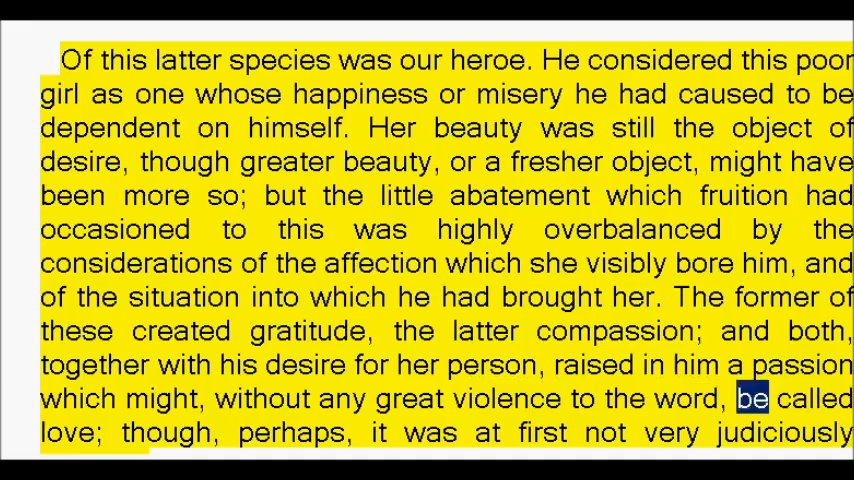 Of this latter species was our heroe. He considered this poor
girl as one whose happiness or misery he had caused to be
dependent on himself. Her beauty was still the object of
desire, though greater beauty, or a fresher object, might have
been more so; but the little abatement which fruition had
occasioned to this was highly overbalanced by the
considerations of the affection which she visibly bore him, and
of the situation into which he had brought her. The former of
these created gratitude, the latter compassion; and both,
together with his desire for her person, raised in him a passion
which might, without any great violence to the word, be called
love; though, perhaps, it was at first not very judiciously